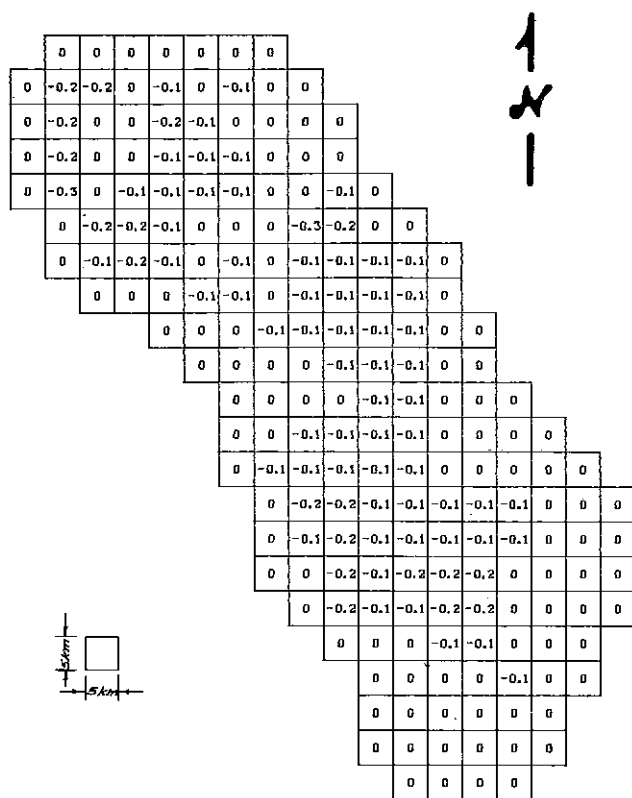 0 0 0 0 0 0 0
0 -0.2 -0.2 0 -0.1 0 -0.1 0 0
0 -0.2 0 0 -0.2 -0.1 0 0 0 0
0 -0.2 0 0 -0.1 -0.1 -0.1 0 0 0
0 -0.3 0 -0.1 -0.1 -0.1 -0.1 0 0 -0.1 0
0 -0.2 -0.2 -0.1 0 0 0 -0.3 -0.2 0 0
0 -0.1 -0.2 -0.1 0 -0.1 0 -0.1 -0.1 -0.1 -0.1 0
0 0 0 -0.1 -0.1 0 -0.1 -0.1 -0.1 -0.1 0
0 0 0 -0.1 -0.1 -0.1 -0.1 -0.1 0 0
0 0 0 0 -0.1 -0.1 -0.1 0 0
0 0 0 0 -0.1 -0.1 0 0 0
0 0 -0.1 -0.1 -0.1 -0.1 0 0 0 0
0 -0.1 -0.1 -0.1 -0.1 -0.1 0 0 0 0 0
0 -0.2 -0.2 -0.1 -0.1 -0.1 -0.1 -0.1 0 0 0
0 -0.1 -0.2 -0.1 -0.1 -0.1 -0.1 -0.1 0 0 0
0 0 -0.2 -0.1 -0.2 -0.2 -0.2 0 0 0 0
0 -0.2 -0.1 -0.1 -0.2 -0.2 0 0 0 0
0 0 0 -0.1 -0.1 0 0 0
0 0 0 0 -0.1 0 0
0 0 0 0 0 0
0 0 0 0 0 0
0 0 0 0
N
5km
5km